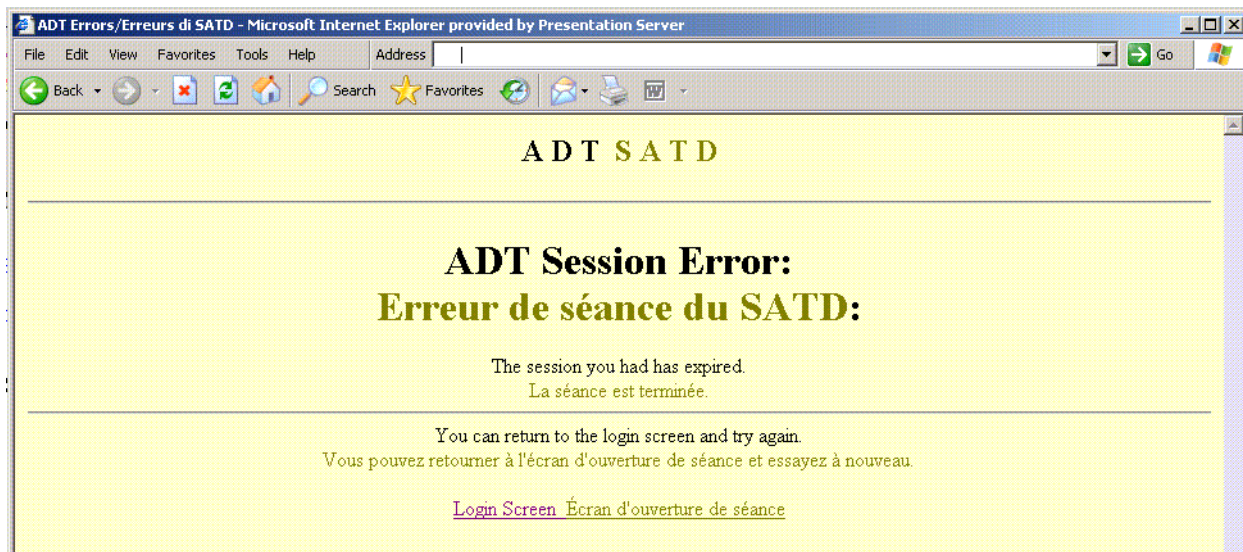 ADT Errors/Erreurs di SATD - Microsoft Internet Explorer provided by Presentation Server
File Edit View Favorites Tools Help Address Go
Back Search Favorites
A D T S A T D
ADT Session Error:
Erreur de séance du SATD:
The session you had has expired.
La séance est terminée.
You can return to the login screen and try again.
Vous pouvez retourner à l'écran d'ouverture de séance et essayez à nouveau.
Login Screen Écran d'ouverture de séance